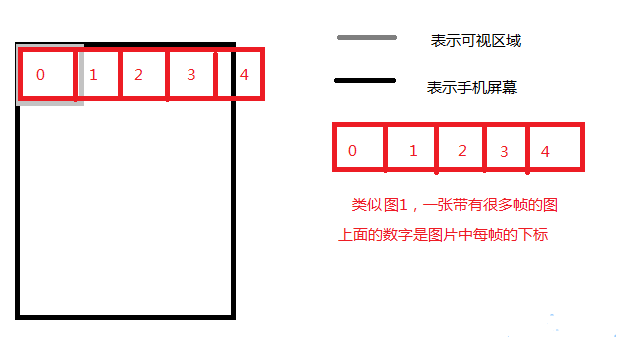 0 1 2 3 4
表示可视区域
表示手机屏幕
0 1 2 3 4
类似图1，一张带有很多帧的图
上面的数字是图片中每帧的下标